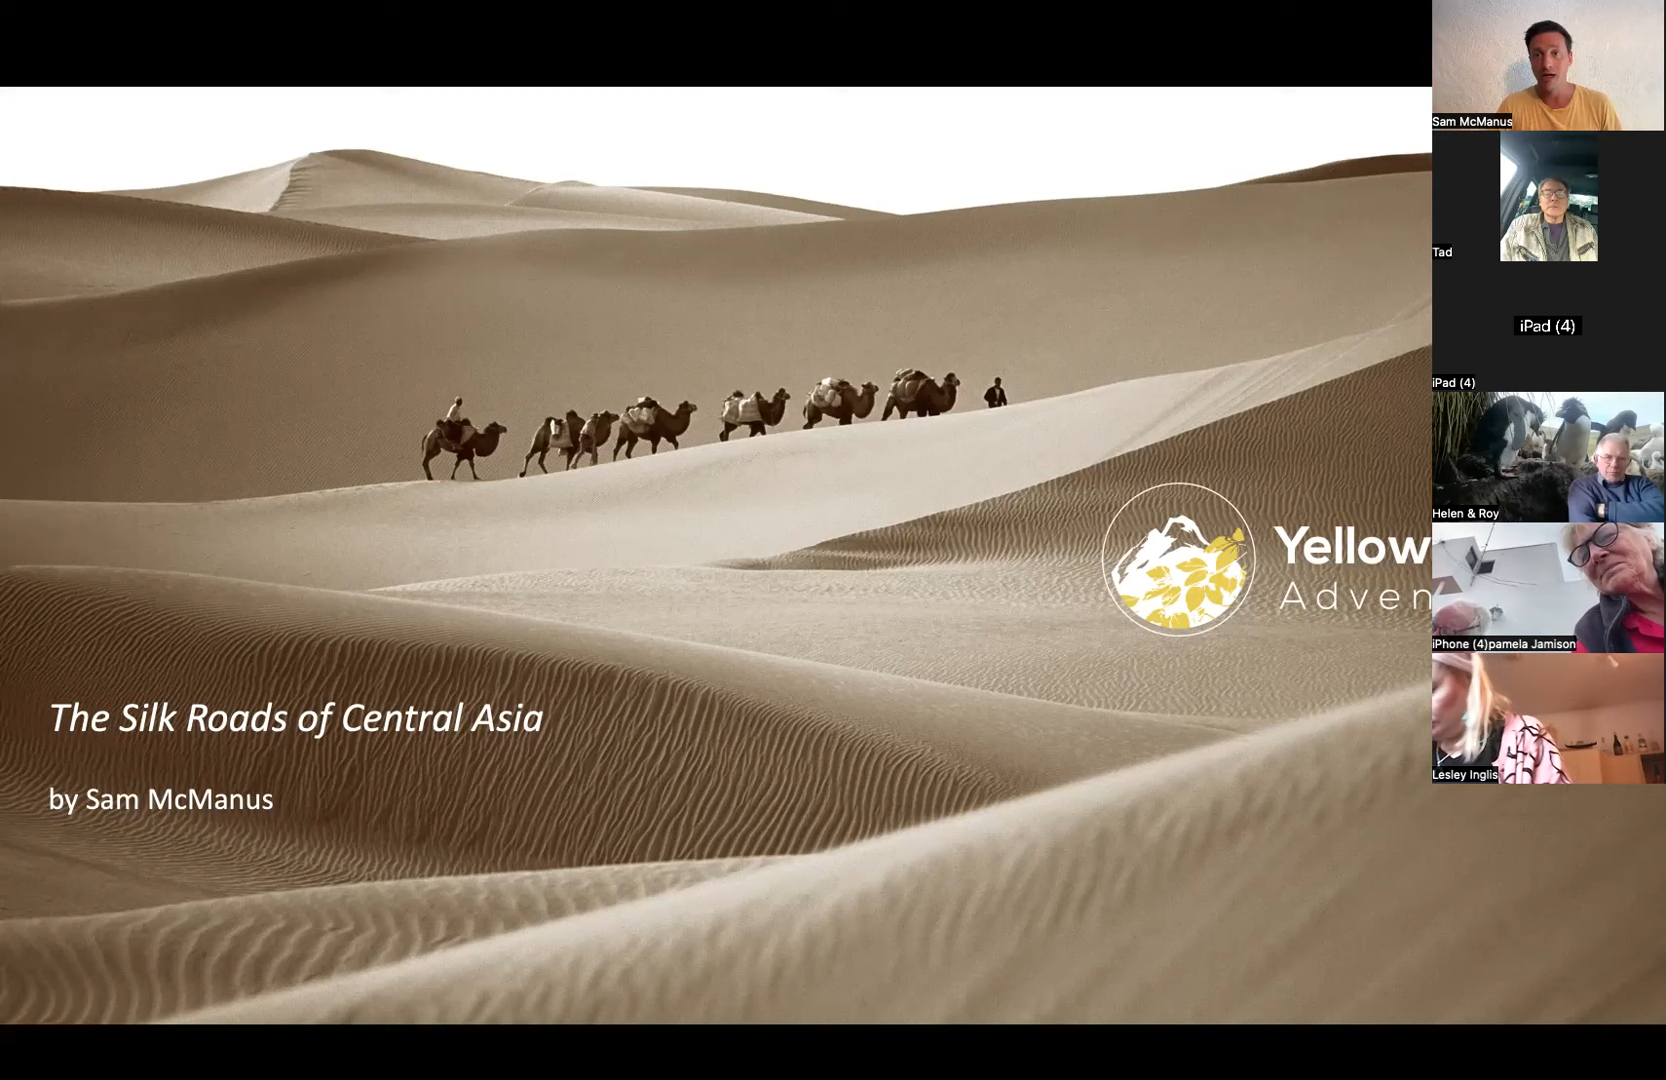 The Silk Roads of Central Asia
by Sam McManus
Yellow
Adven
Sam McManus
Tad
iPad (4)
iPad (4)
Helen & Roy
iPhone (4)pamela Jamison
Lesley Inglis